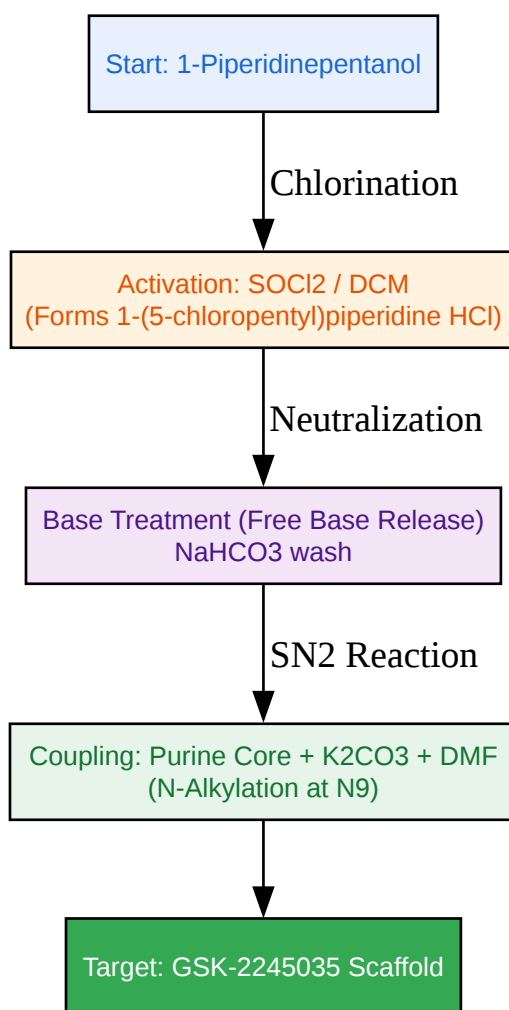 Start: 1-Piperidinepentanol
Chlorination
Activation: SOCl2 / DCM
(Forms 1-(5-chloropentyl)piperidine HCl)
Neutralization
Base Treatment (Free Base Release)
NaHCO3 wash
SN2 Reaction
Coupling: Purine Core + K2CO3 + DMF
(N-Alkylation at N9)
Target: GSK-2245035 Scaffold